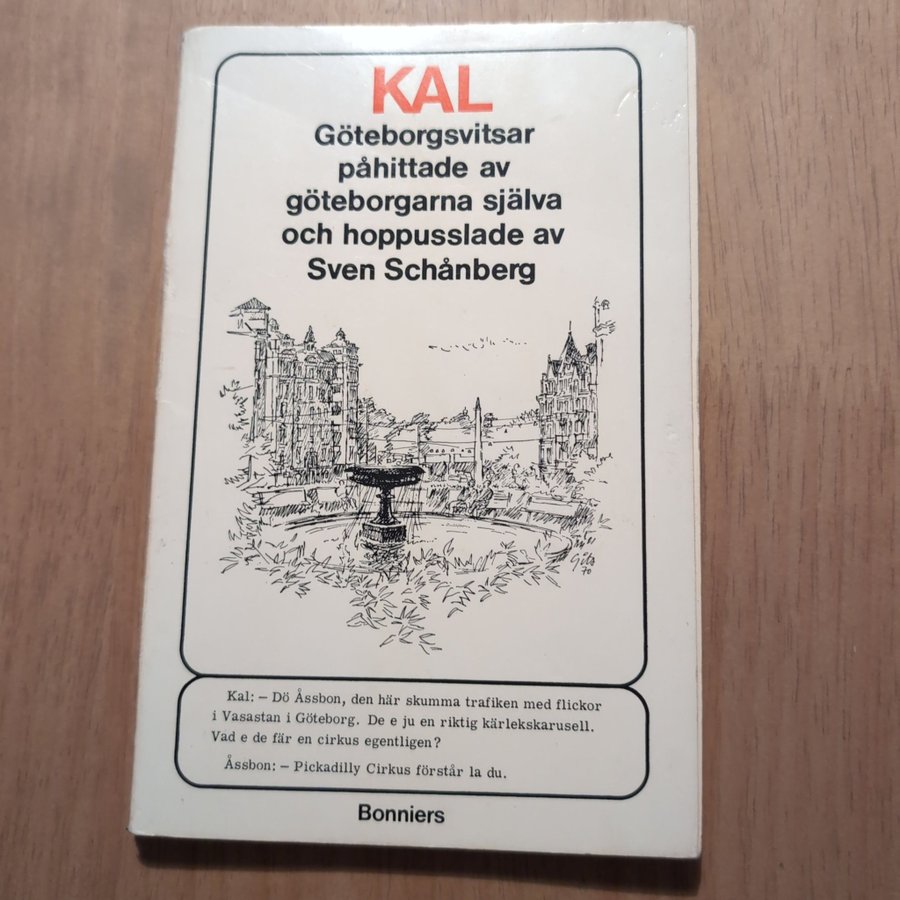 KAL
Göteborgsvitsar
påhittade av
göteborgarna själva
och hoppusslade av
Sven Schånberg
Gits
70
Kal: – Dö Åssbon, den här skumma trafiken med flickor
i Vasastan i Göteborg. De e ju en riktig kärlekskarusell.
Vad e de fär en cirkus egentligen?
Åssbon: – Pickadilly Cirkus förstår la du.
Bonniers